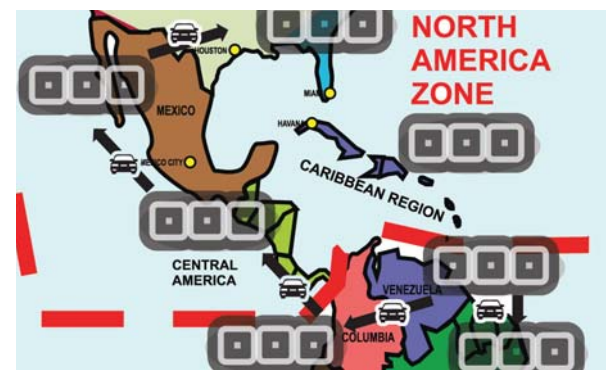 NORTH
AMERICA
ZONE
HOUSTON
MIAMI
MEXICO
HAVANA
MEXICO CITY
CARIBBEAN REGION
CENTRAL
AMERICA
VENEZUELA
COLUMBIA